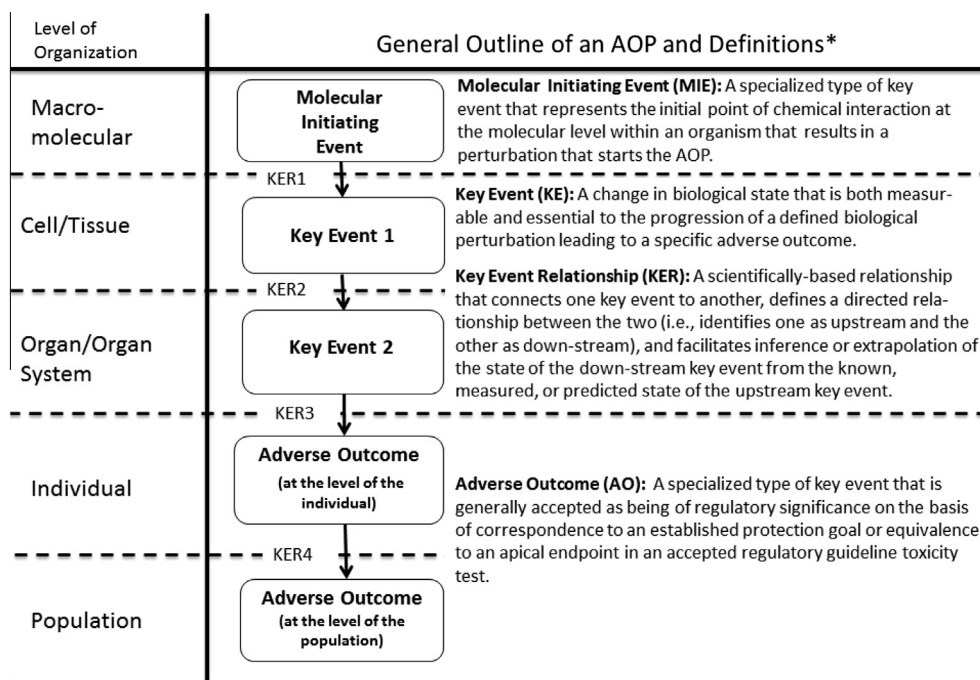 Level of
Organization
General Outline of an AOP and Definitions*
Macro-
molecular
Molecular
Initiating
Event
Molecular Initiating Event (MIE): A specialized type of key
event that represents the initial point of chemical interaction at
the molecular level within an organism that results in a
perturbation that starts the AOP.
KER1
Cell/Tissue
Key Event 1
Key Event (KE): A change in biological state that is both measur-
able and essential to the progression of a defined biological
perturbation leading to a specific adverse outcome.
KER2
Organ/Organ
System
Key Event 2
Key Event Relationship (KER): A scientifically-based relationship
that connects one key event to another, defines a directed rela-
tionship between the two (i.e., identifies one as upstream and the
other as down-stream), and facilitates inference or extrapolation of
the state of the down-stream key event from the known,
measured, or predicted state of the upstream key event.
KER3
Individual
Adverse Outcome
(at the level of the
individual)
Adverse Outcome (AO): A specialized type of key event that is
generally accepted as being of regulatory significance on the basis
of correspondence to an established protection goal or equivalence
to an apical endpoint in an accepted regulatory guideline toxicity
test.
KER4
Population
Adverse Outcome
(at the level of the
population)